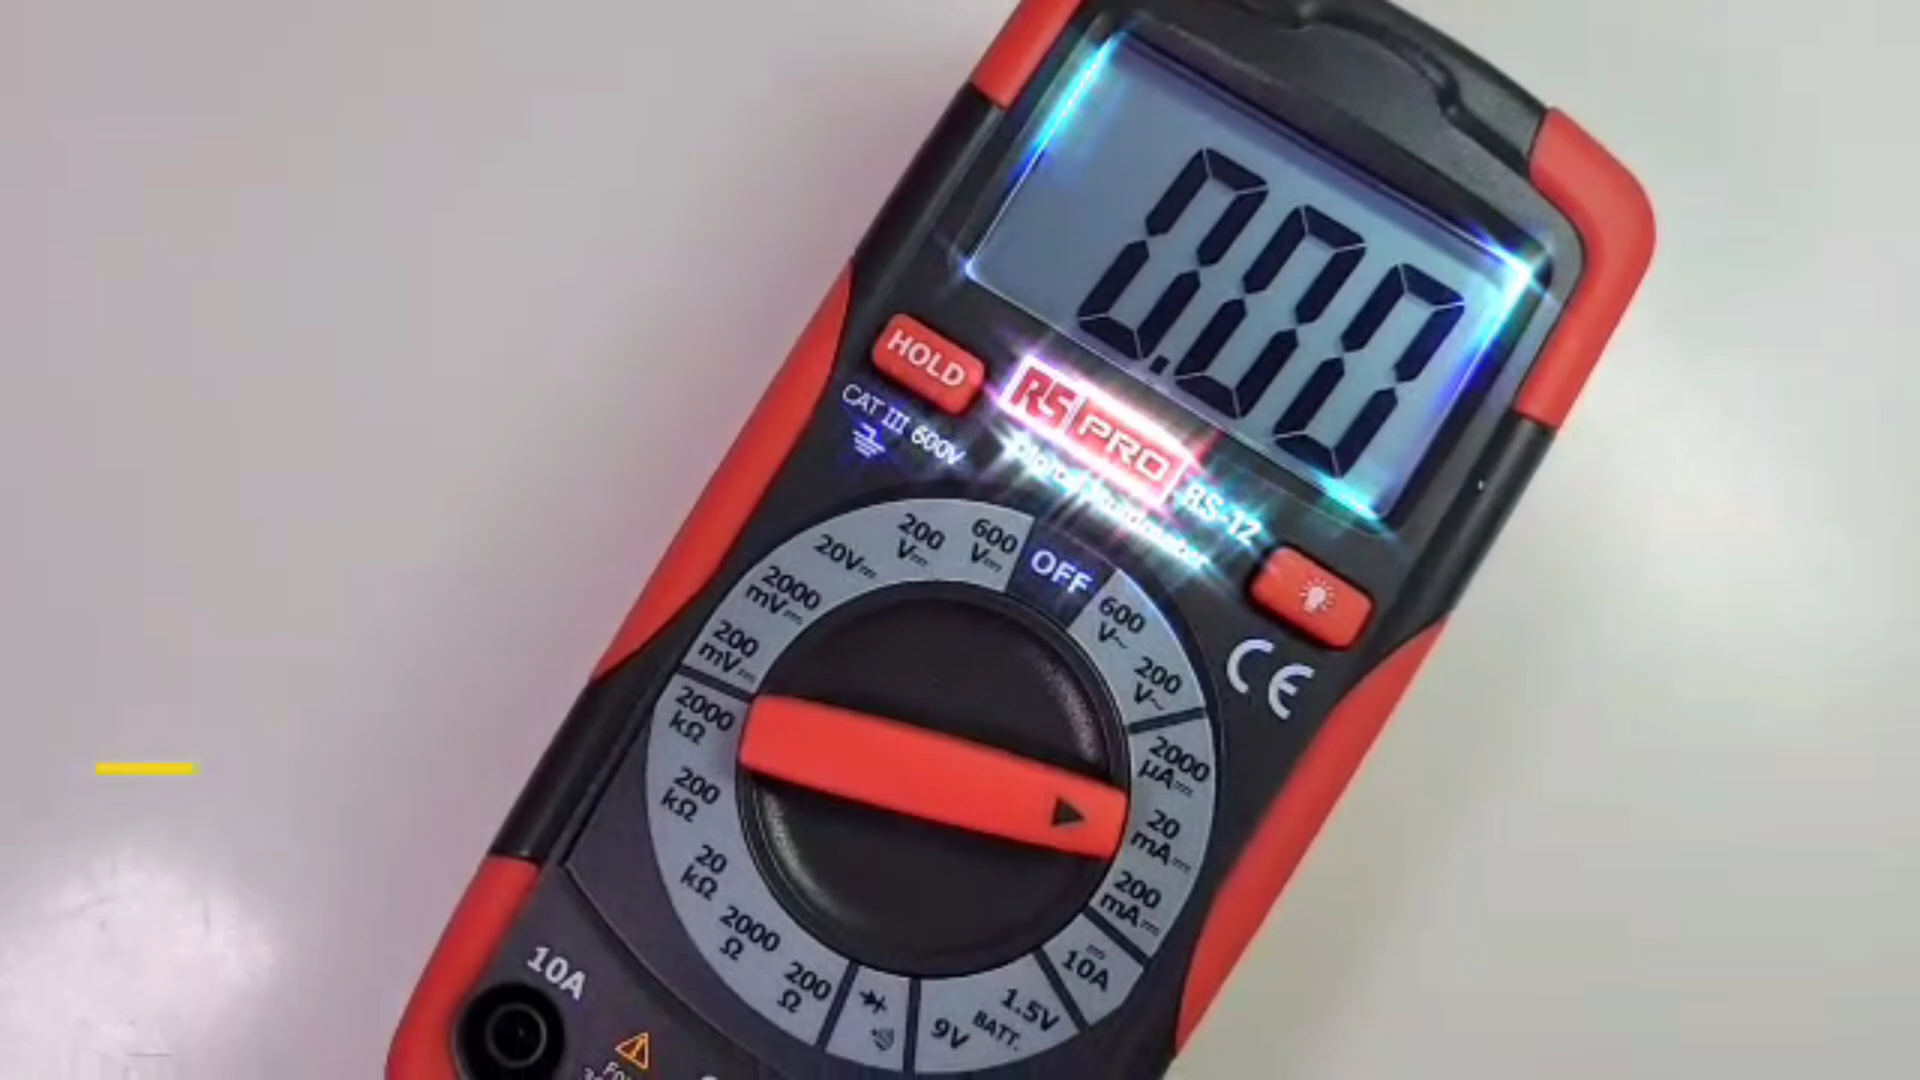 0.00
HOLD
RS PRO
CAT III 600V
Digital Multimeter
RS-12
OFF
600
V
200
V
20V
2000
mV
200
mV
2000
kΩ
200
kΩ
20
kΩ
2000
Ω
200
Ω
9V
1.5V
BATT.
10A
200
mA
20
mA
2000
µA
200
V~
600
V~
CE
10A